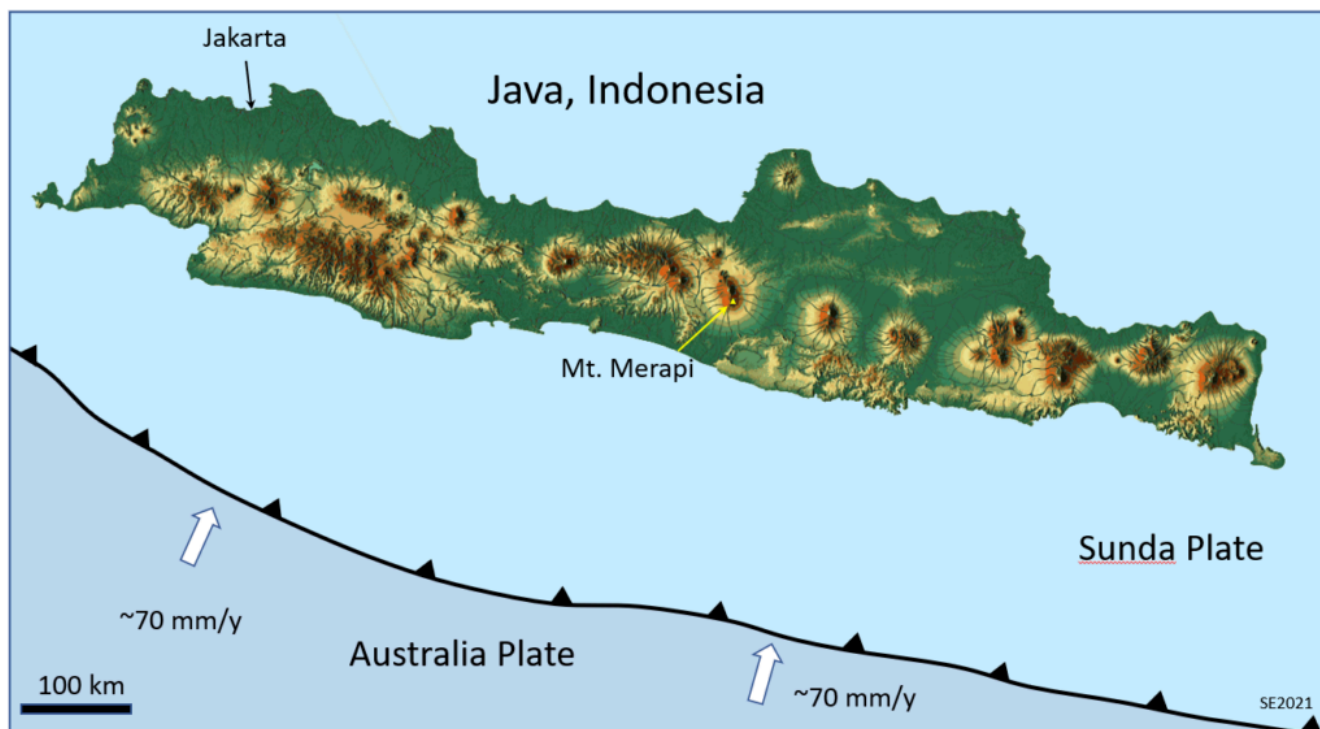 Jakarta
Java, Indonesia
Mt. Merapi
Sunda Plate
~70 mm/y
Australia Plate
~70 mm/y
100 km
SE2021